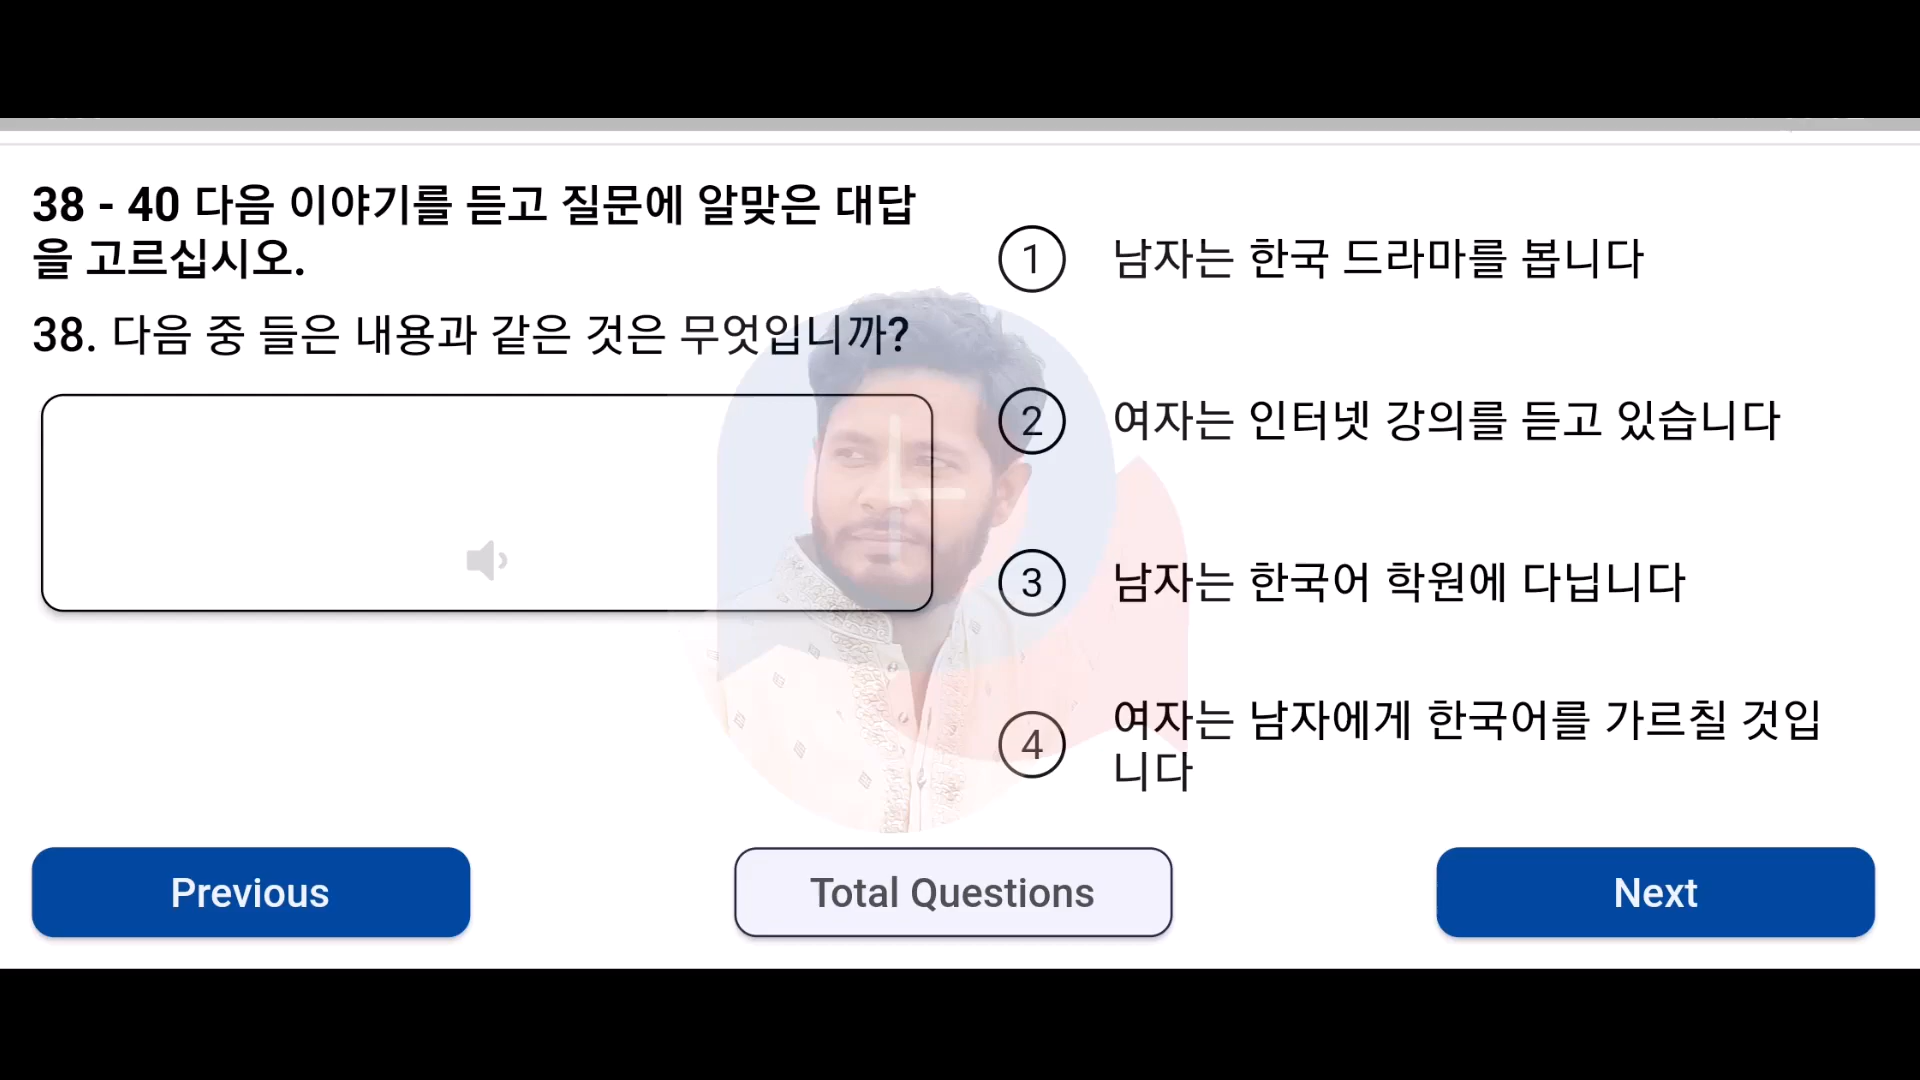 38 - 40 다음 이야기를 듣고 질문에 알맞은 대답
을 고르십시오.
38. 다음 중 들은 내용과 같은 것은 무엇입니까?
1 남자는 한국 드라마를 봅니다
2 여자는 인터넷 강의를 듣고 있습니다
3 남자는 한국어 학원에 다닙니다
4 여자는 남자에게 한국어를 가르칠 것입
니다
Previous
Total Questions
Next